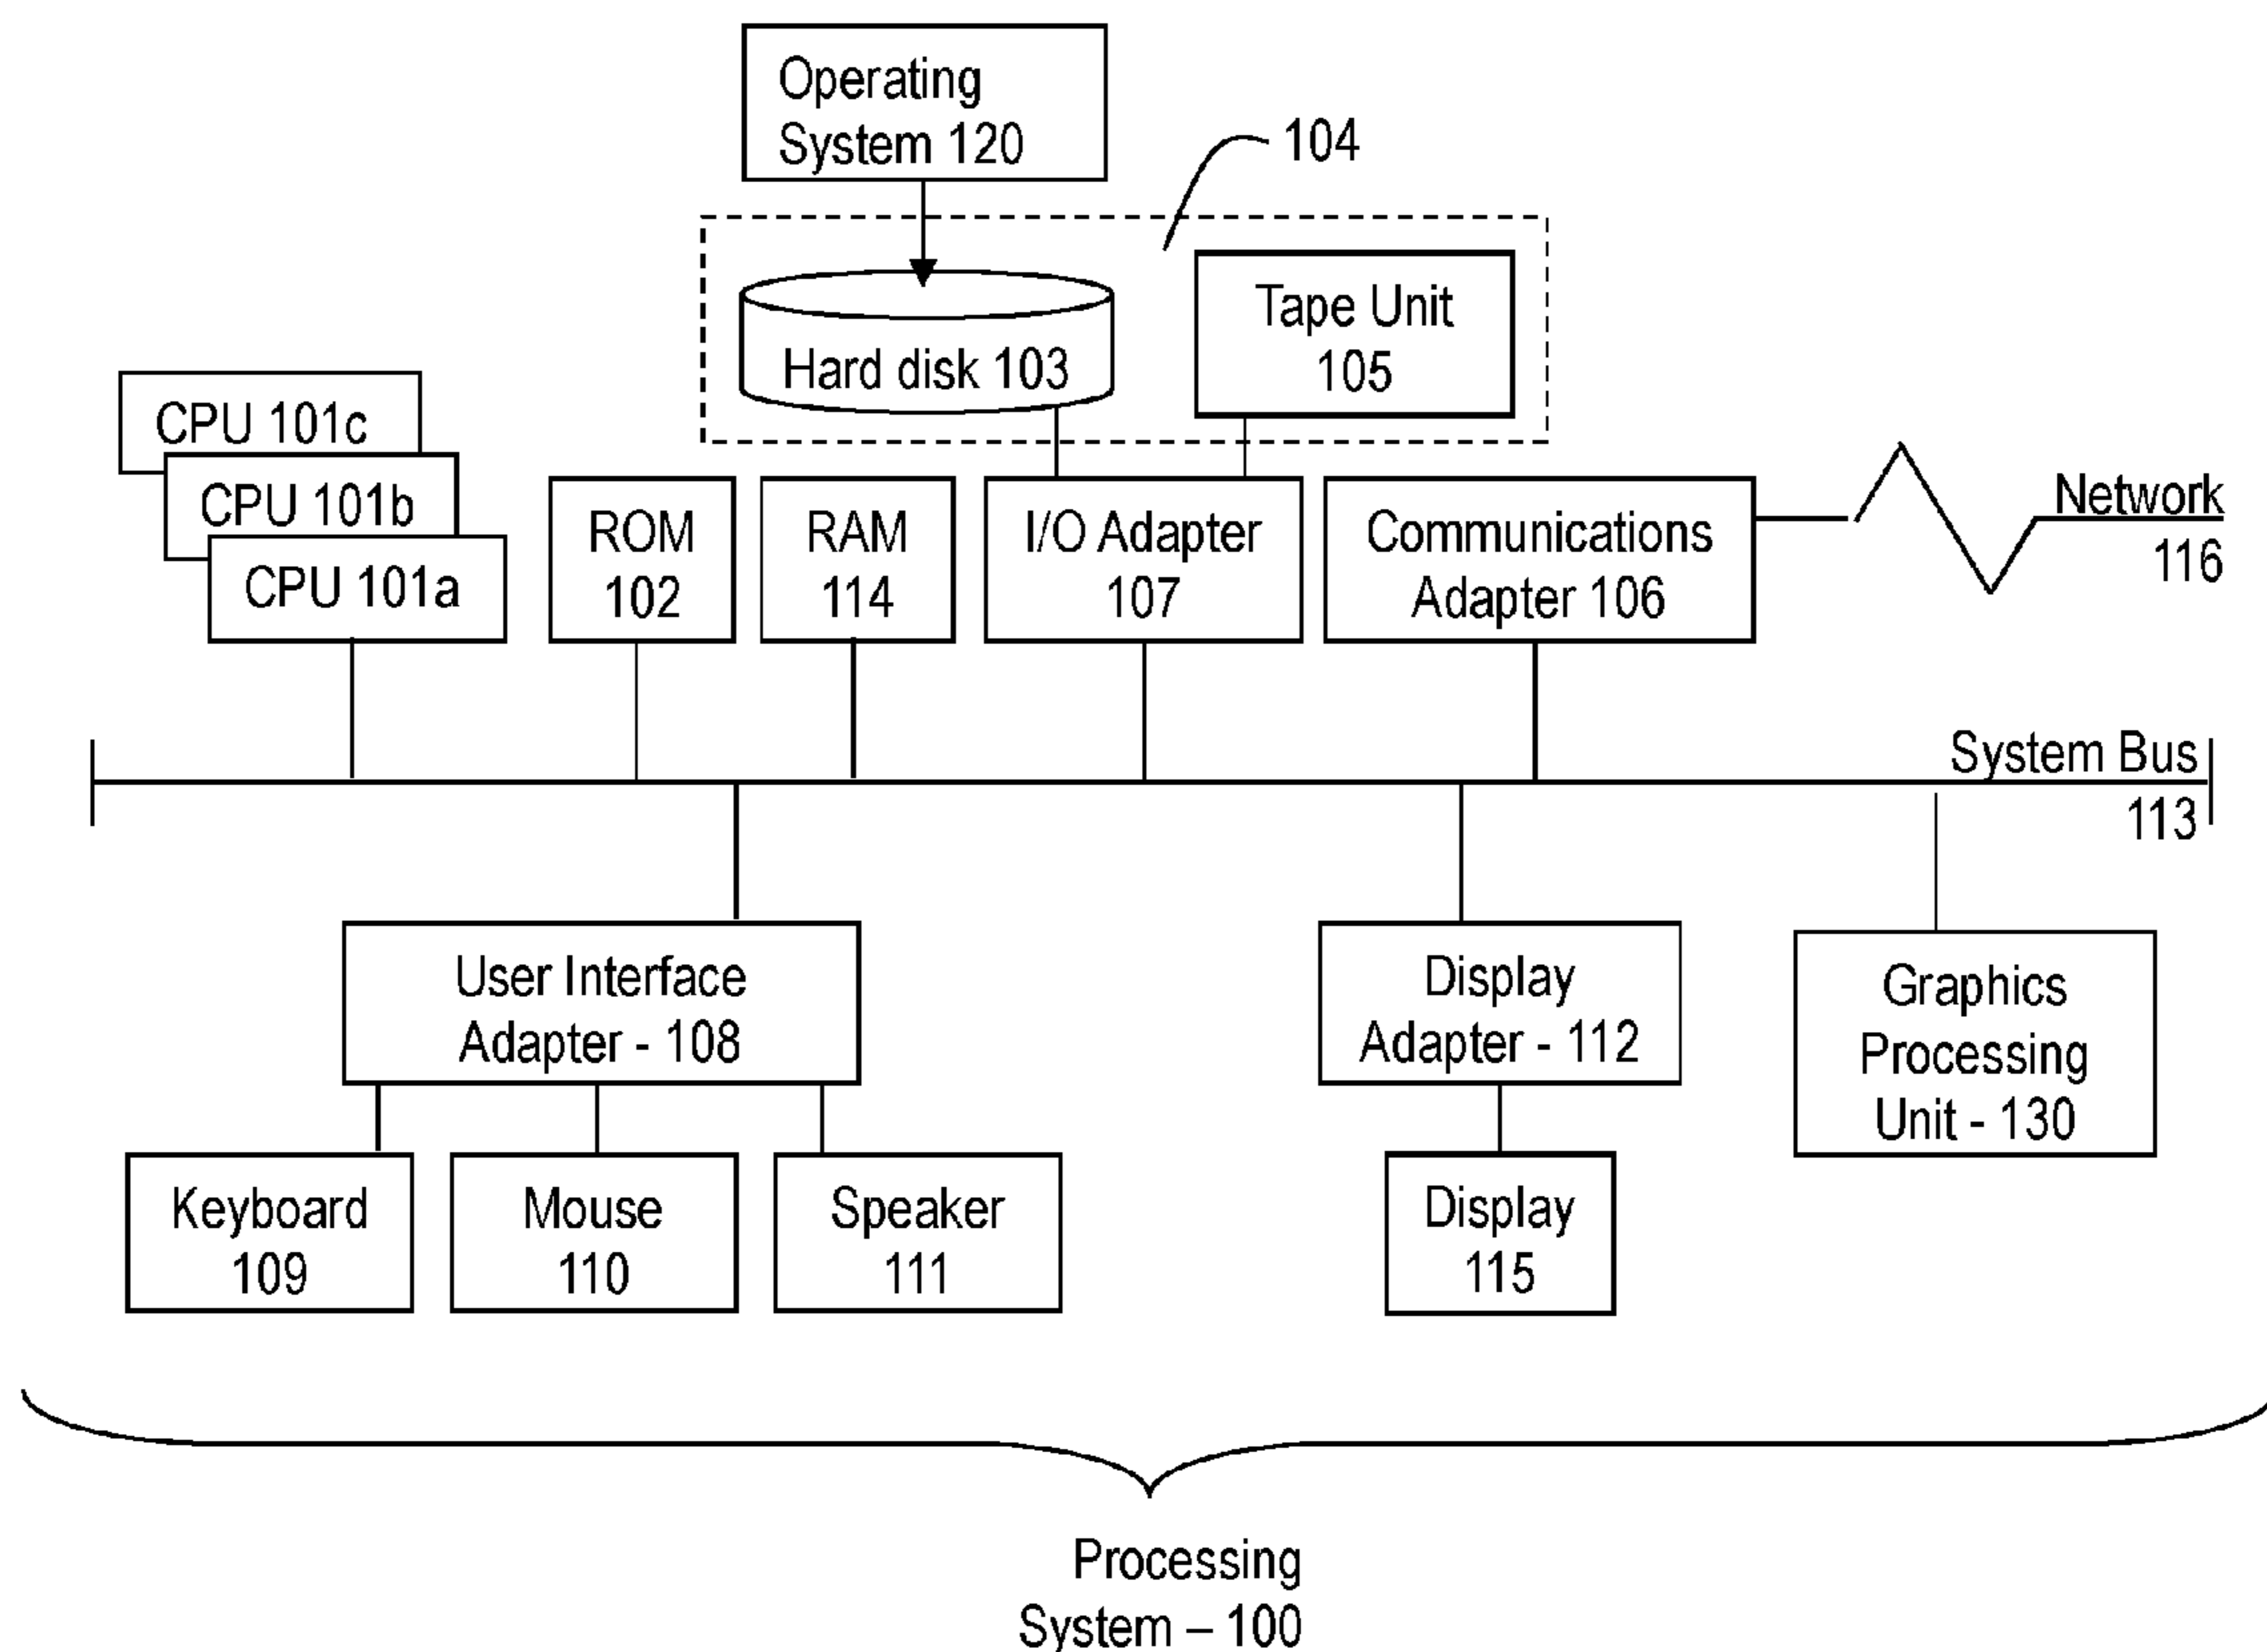 Operating
System 120
104
Hard disk 103
Tape Unit
105
CPU 101c
CPU 101b
CPU 101a
ROM
102
RAM
114
I/O Adapter
107
Communications
Adapter 106
Network
116
System Bus
113
User Interface
Adapter - 108
Display
Adapter - 112
Graphics
Processing
Unit - 130
Keyboard
109
Mouse
110
Speaker
111
Display
115
Processing
System – 100